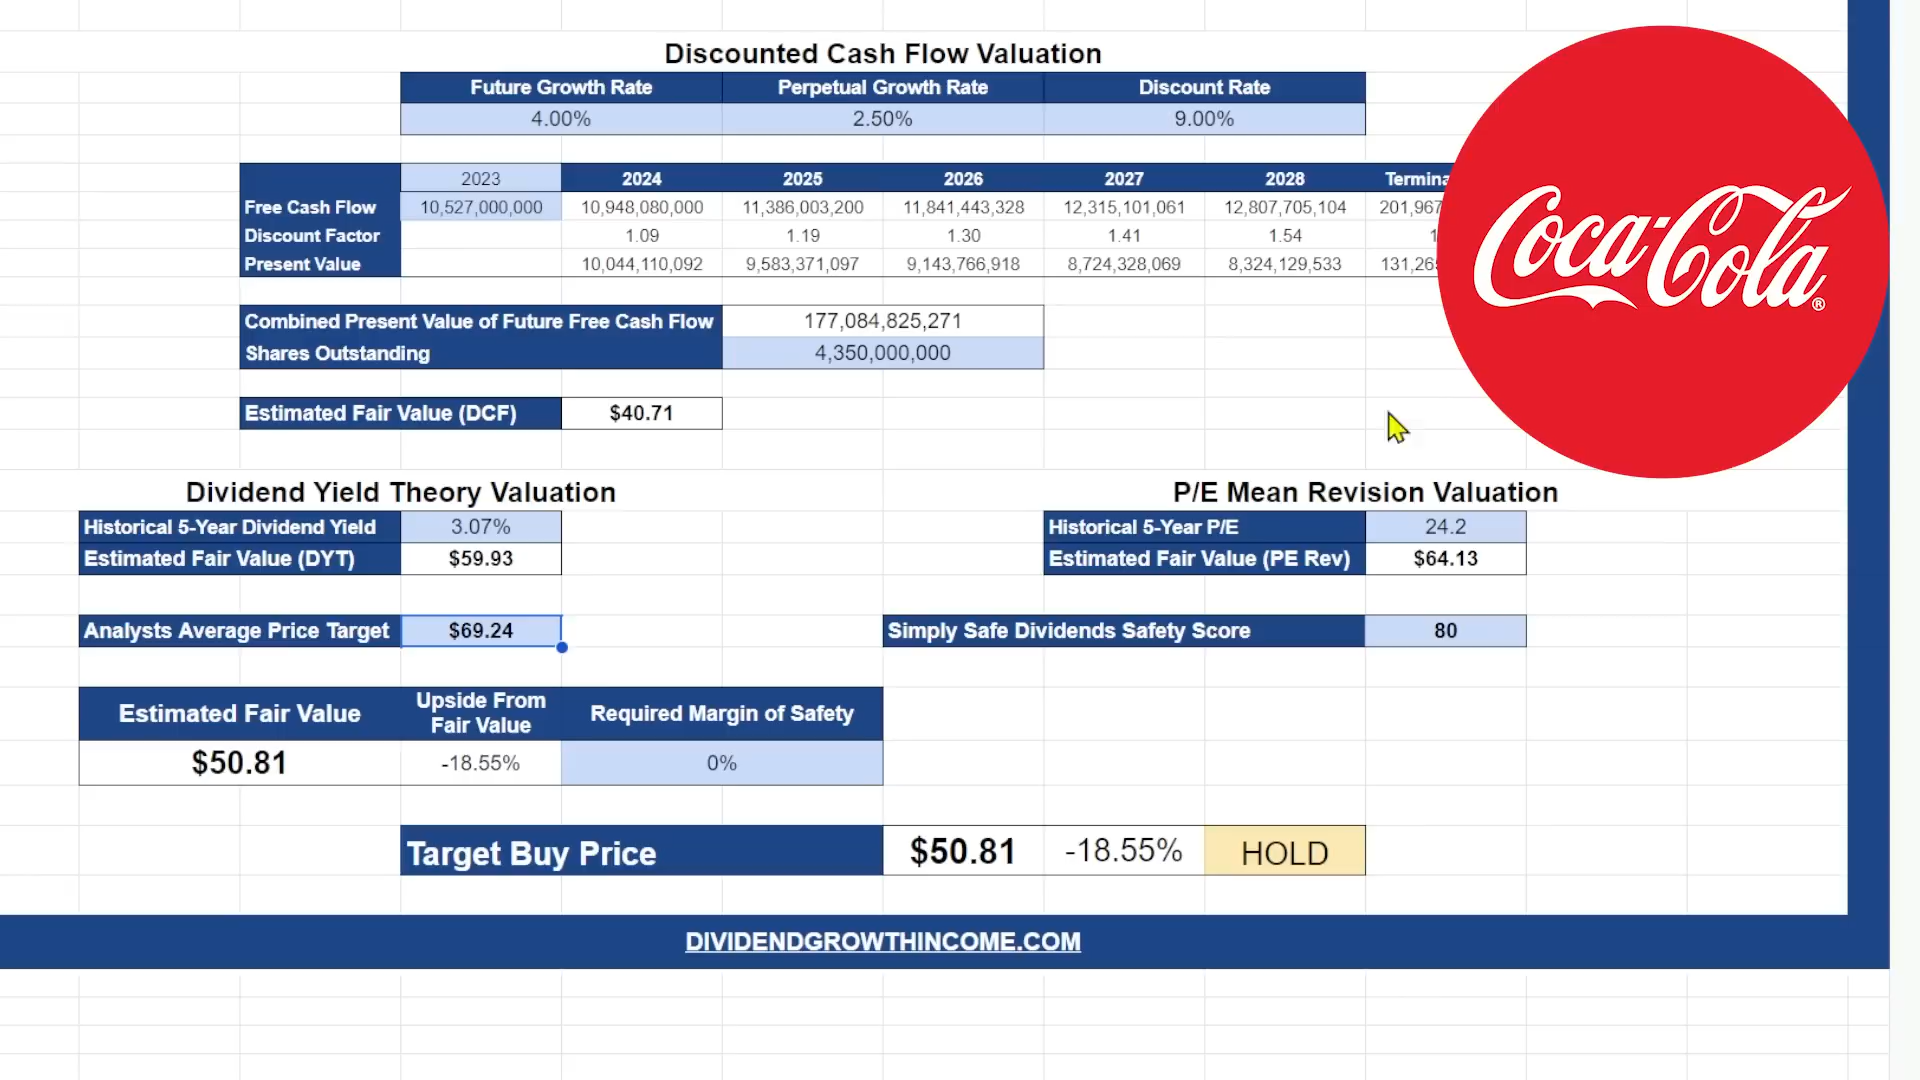 Discounted Cash Flow Valuation
Future Growth Rate Perpetual Growth Rate Discount Rate
4.00% 2.50% 9.00%
2023 2024 2025 2026 2027 2028
Free Cash Flow 10,527,000,000 10,948,080,000 11,386,003,200 11,841,443,328 12,315,101,061 12,807,705,104
Discount Factor 1.09 1.19 1.30 1.41 1.54
Present Value 10,044,110,092 9,583,371,097 9,143,766,918 8,724,328,069 8,324,129,533
Coca-Cola®
Combined Present Value of Future Free Cash Flow 177,084,825,271
Shares Outstanding 4,350,000,000
Estimated Fair Value (DCF) $40.71
Dividend Yield Theory Valuation P/E Mean Revision Valuation
Historical 5-Year Dividend Yield 3.07% Historical 5-Year P/E 24.2
Estimated Fair Value (DYT) $59.93 Estimated Fair Value (PE Rev) $64.13
Analysts Average Price Target $69.24 Simply Safe Dividends Safety Score 80
Estimated Fair Value Upside From Fair Value Required Margin of Safety
$50.81 -18.55% 0%
Target Buy Price $50.81 -18.55% HOLD
DIVIDENDGROWTHINCOME.COM